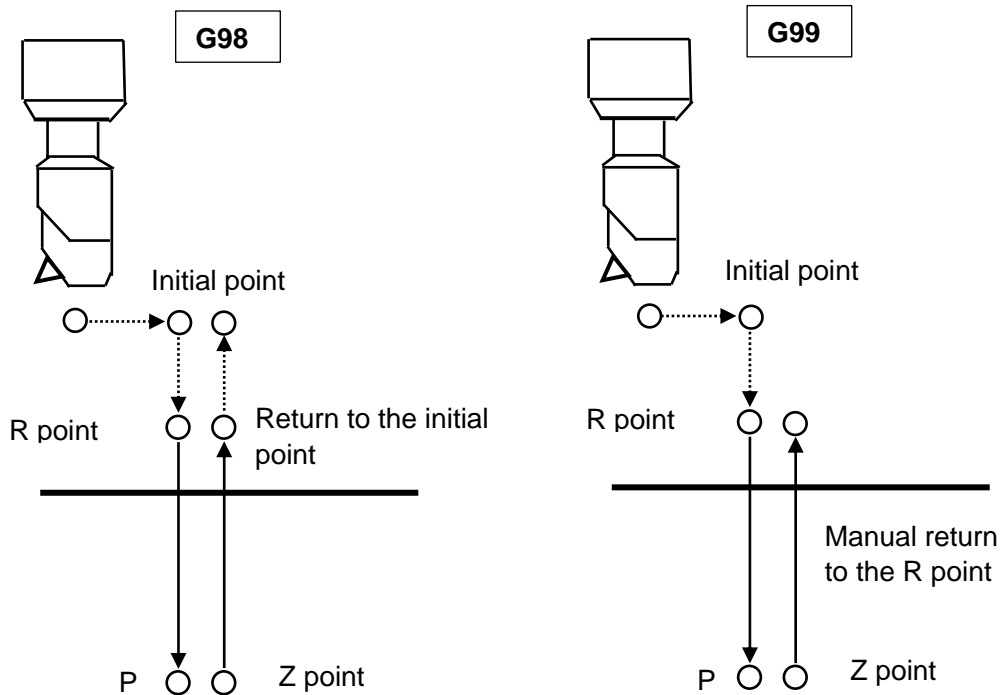 G98
Initial point
R point
Return to the initial
point
P
Z point
G99
Initial point
R point
Manual return
to the R point
P
Z point